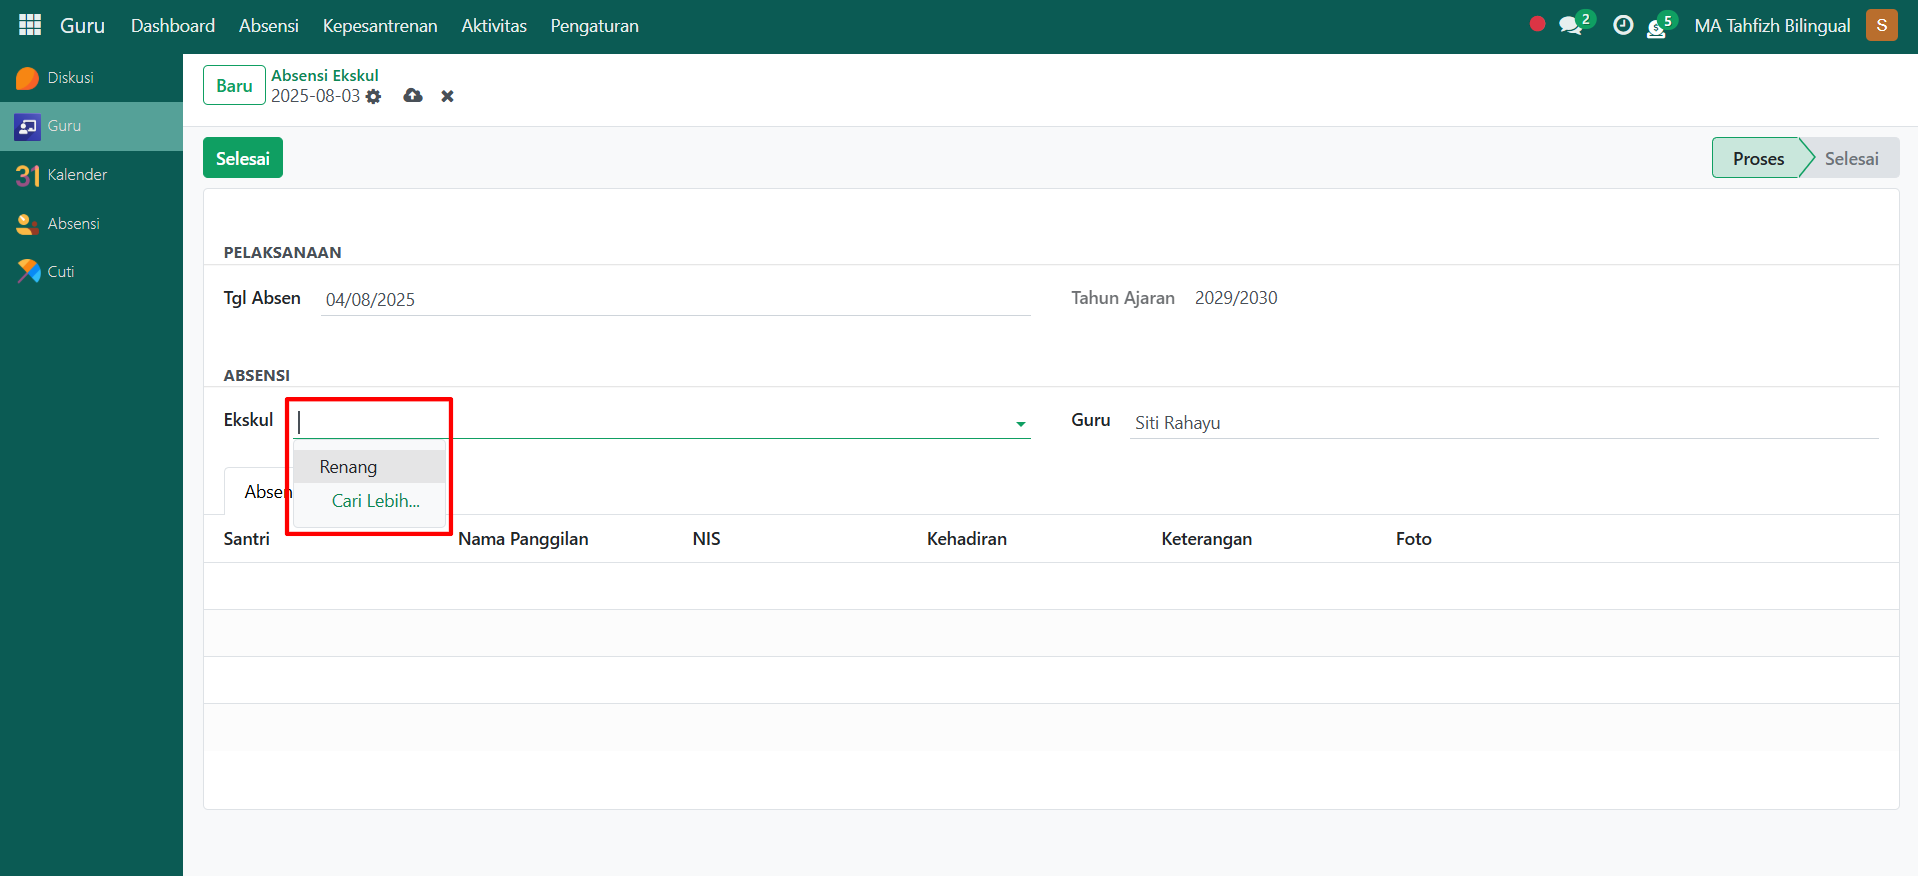 Guru Dashboard Absensi Kepesantrenan Aktivitas Pengaturan 2 5 MA Tahfizh Bilingual S
Diskusi
Guru
31 Kalender
Absensi
Cuti
Baru Absensi Ekskul
2025-08-03
Selesai Proses Selesai
PELAKSANAAN
Tgl Absen 04/08/2025 Tahun Ajaran 2029/2030
ABSENSI
Ekskul Guru Siti Rahayu
Renang
Absen Cari Lebih...
Santri Nama Panggilan NIS Kehadiran Keterangan Foto